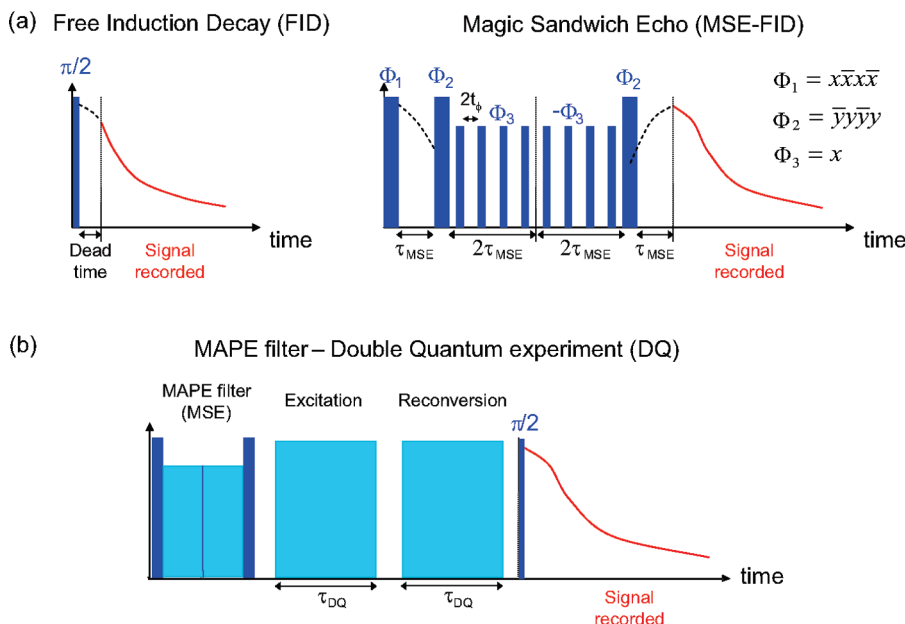 (a) Free Induction Decay (FID)
π/2
Dead time
Signal recorded
time
Magic Sandwich Echo (MSE-FID)
Φ₁
Φ₂
2tϕ
Φ₃
-Φ₃
Φ₂
Φ₁ = xx̅xx̅
Φ₂ = y̅yy̅y
Φ₃ = x
τMSE
2τMSE
2τMSE
τMSE
time
Signal
recorded
(b)
MAPE filter – Double Quantum experiment (DQ)
MAPE filter
(MSE)
Excitation
Reconversion
π/2
τDQ
τDQ
time
Signal
recorded